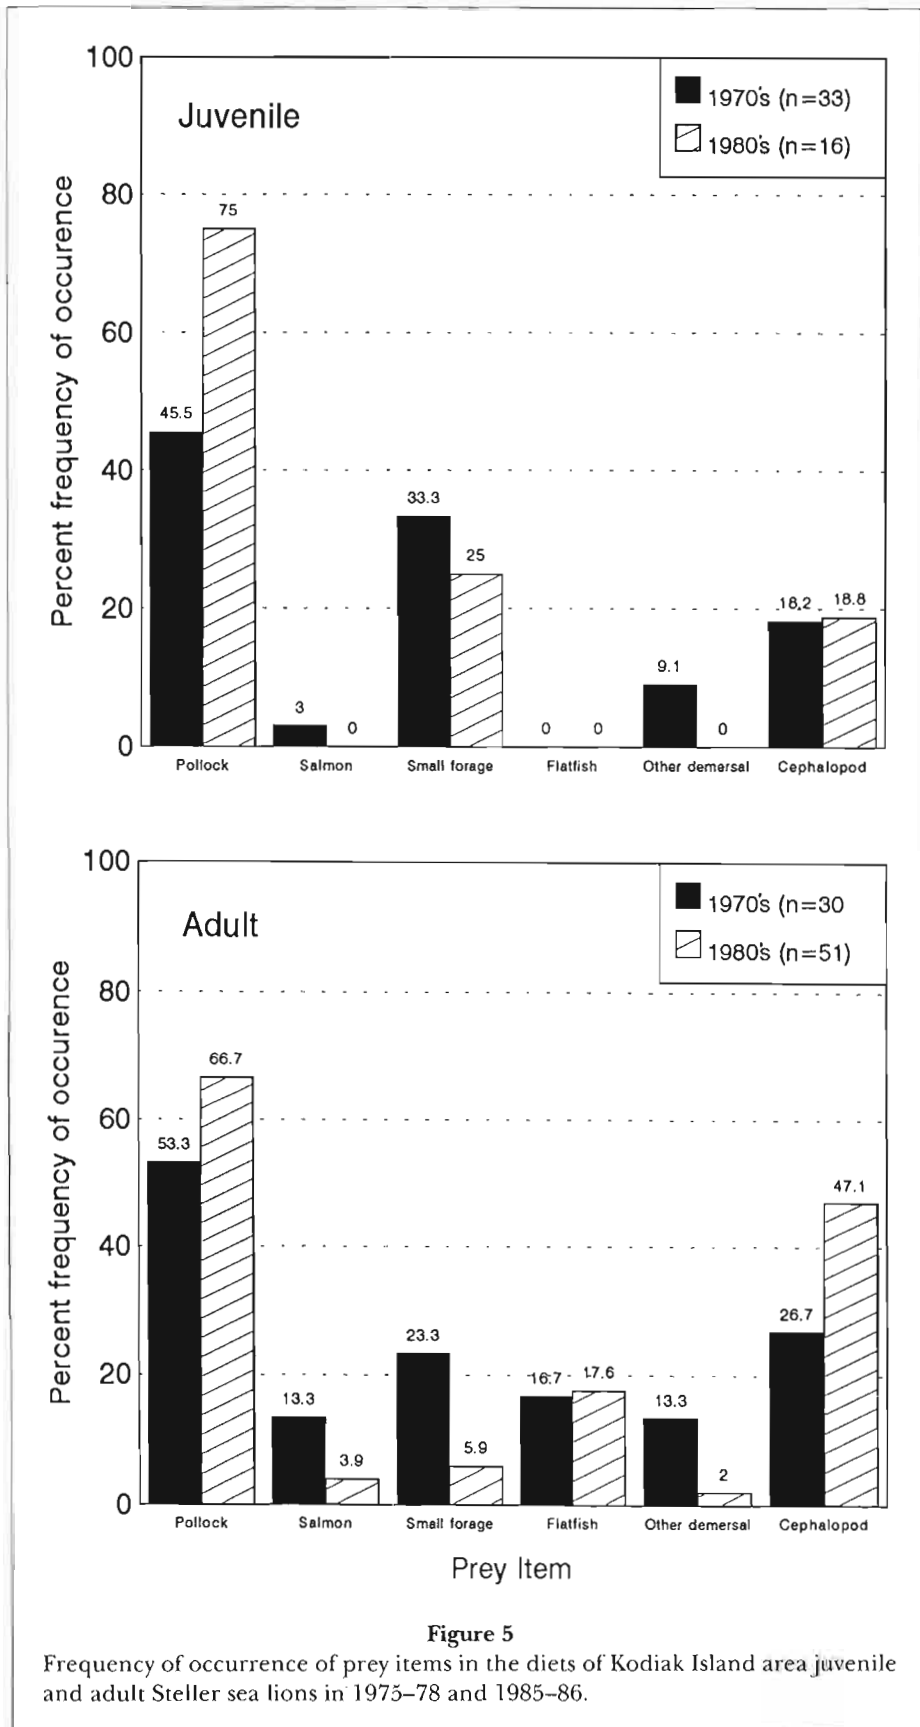 100
Juvenile
1970's (n=33)
1980's (n=16)
80
75
60
45.5
40
33.3
25
20
18.2
18.8
9.1
3
0
0
0
0
0
Pollock
Salmon
Small forage
Flatfish
Other demersal
Cephalopod
Percent frequency of occurence
100
Adult
1970's (n=30
1980's (n=51)
80
66.7
60
53.3
47.1
40
26.7
23.3
20
16.7
17.6
13.3
13.3
3.9
5.9
2
0
Pollock
Salmon
Small forage
Flatfish
Other demersal
Cephalopod
Percent frequency of occurence
Prey Item
Figure 5
Frequency of occurrence of prey items in the diets of Kodiak Island area juvenile
and adult Steller sea lions in 1975–78 and 1985–86.